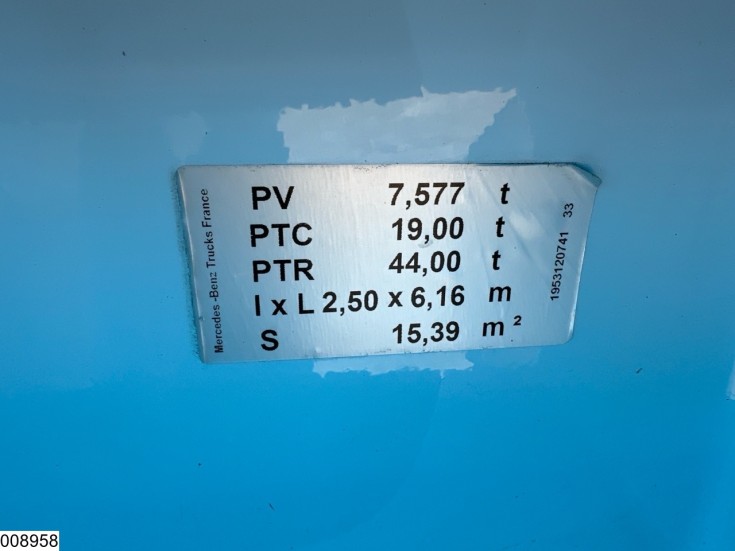 Mercedes -Benz Trucks France
PV 7,577 t
PTC 19,00 t
PTR 44,00 t
l x L 2,50 x 6,16 m
S 15,39 m²
1953120741 33
008958